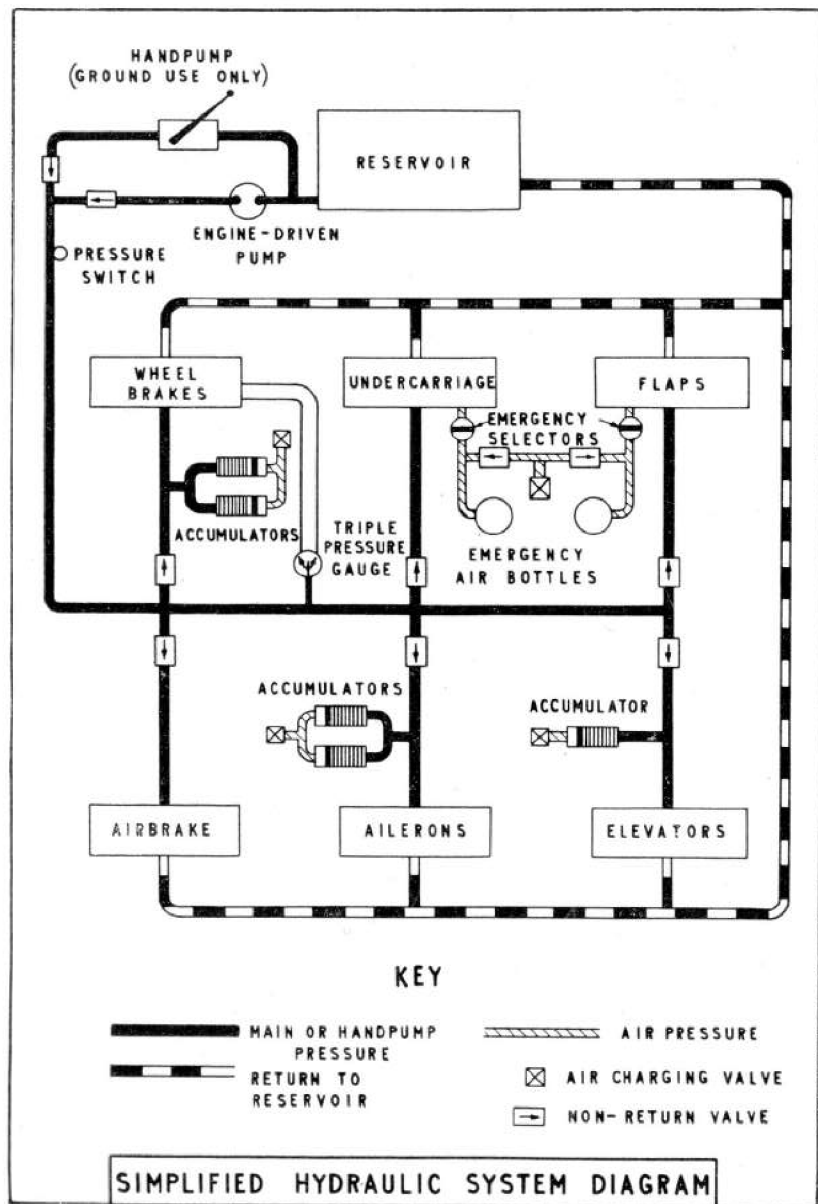 HANDPUMP
(GROUND USE ONLY)
RESERVOIR
ENGINE-DRIVEN
PUMP
PRESSURE
SWITCH
WHEEL
BRAKES
UNDERCARRIAGE
FLAPS
EMERGENCY
SELECTORS
ACCUMULATORS
TRIPLE
PRESSURE
GAUGE
EMERGENCY
AIR BOTTLES
ACCUMULATORS
ACCUMULATOR
AIRBRAKE
AILERONS
ELEVATORS
KEY
MAIN OR HANDPUMP
PRESSURE
RETURN TO
RESERVOIR
AIR PRESSURE
AIR CHARGING VALVE
NON-RETURN VALVE
SIMPLIFIED HYDRAULIC SYSTEM DIAGRAM